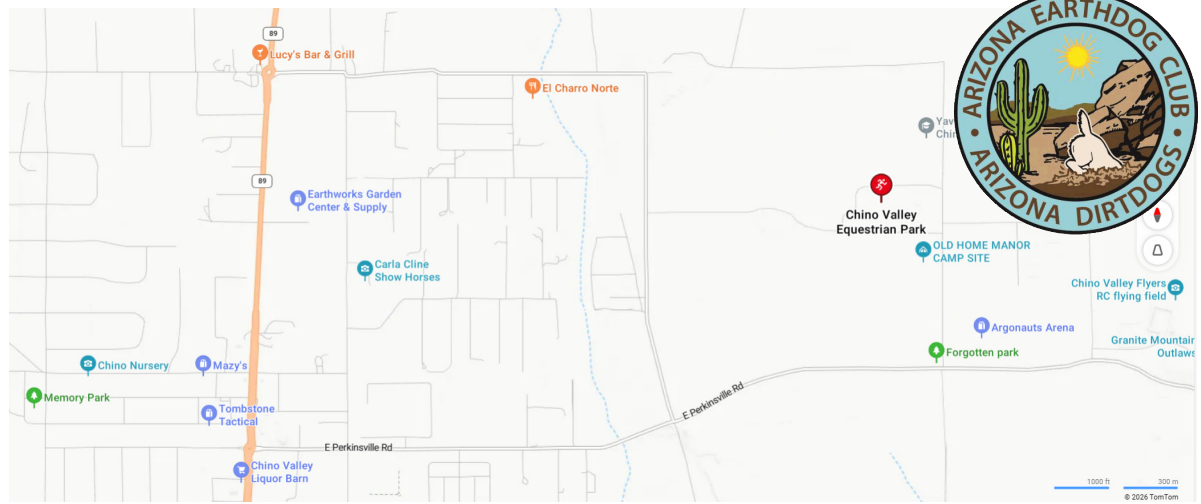 89
Lucy's Bar & Grill
El Charro Norte
ARIZONA EARTHDOG CLUB
ARIZONA DIRTDOGS
89
Earthworks Garden
Center & Supply
Chino Valley
Equestrian Park
OLD HOME MANOR
CAMP SITE
Carla Cline
Show Horses
Chino Valley Flyers
RC flying field
Argonauts Arena
Granite Mountain
Outlaws
Forgotten park
Chino Nursery
Mazy's
Memory Park
Tombstone
Tactical
E Perkinsville Rd
E Perkinsville Rd
Chino Valley
Liquor Barn
1000 ft
300 m
© 2026 TomTom